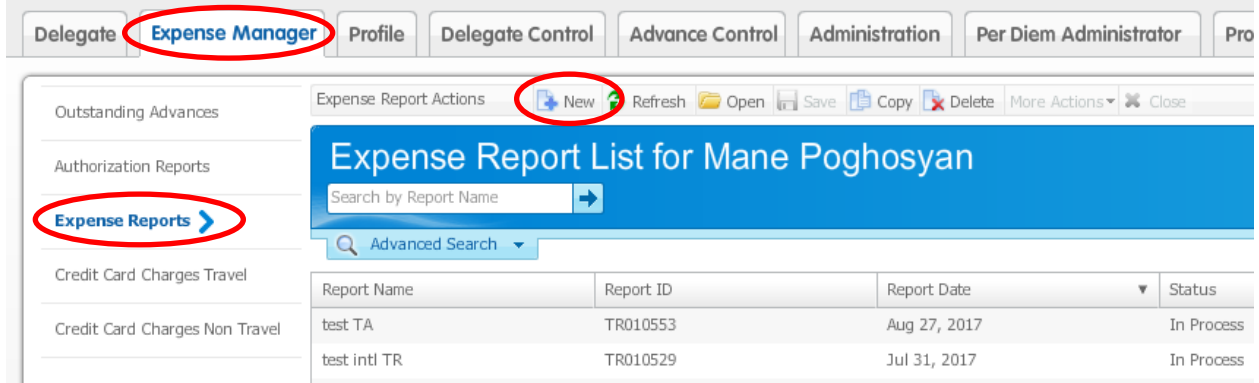 Delegate Expense Manager Profile Delegate Control Advance Control Administration Per Diem Administrator Pro
Outstanding Advances
Authorization Reports
Expense Reports
Credit Card Charges Travel
Credit Card Charges Non Travel
Expense Report Actions New Refresh Open Save Copy Delete More Actions Close
Expense Report List for Mane Poghosyan
Search by Report Name
Advanced Search
Report Name Report ID Report Date Status
test TA TR010553 Aug 27, 2017 In Process
test intl TR TR010529 Jul 31, 2017 In Process